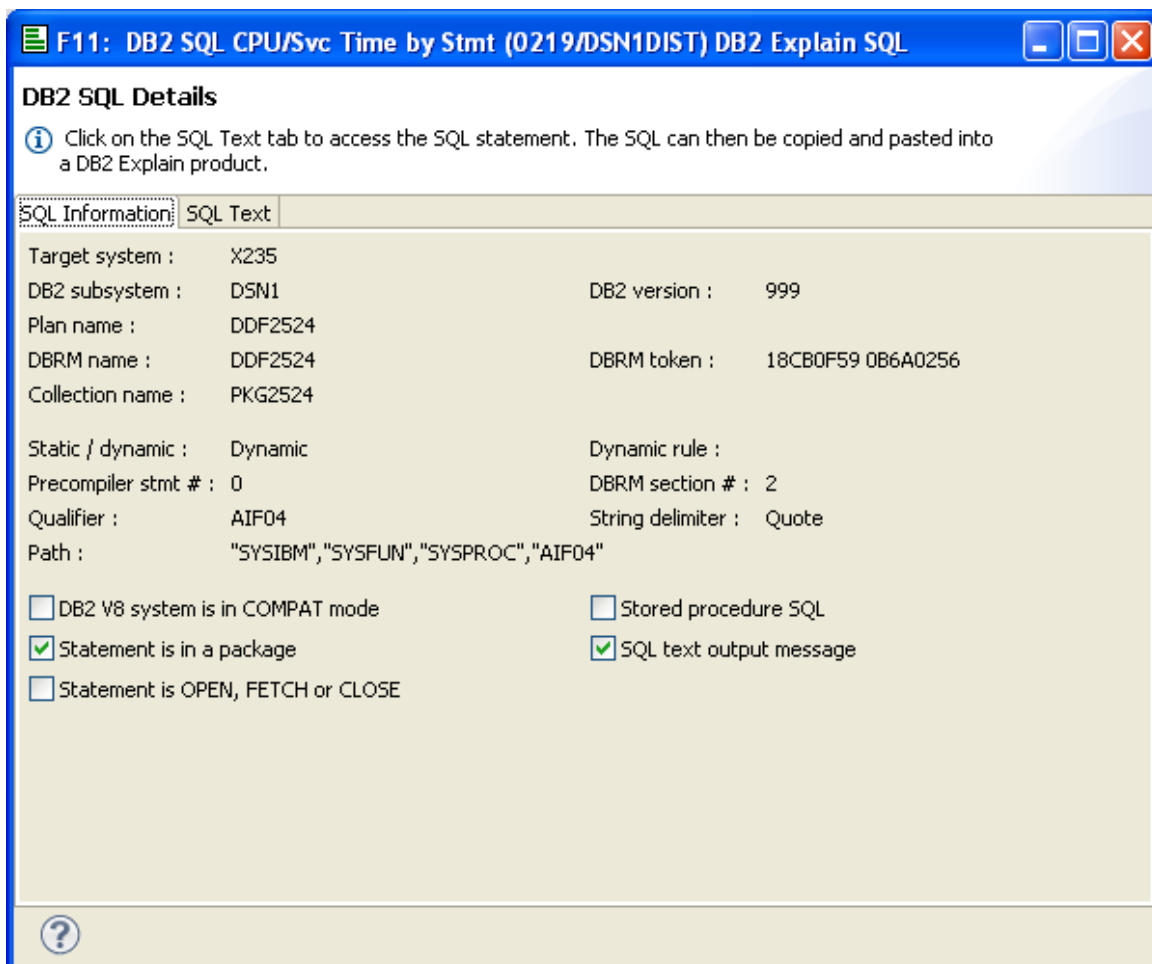 F11: DB2 SQL CPU/Svc Time by Stmt (0219/DSN1DIST) DB2 Explain SQL
DB2 SQL Details
Click on the SQL Text tab to access the SQL statement. The SQL can then be copied and pasted into
a DB2 Explain product.
SQL Information SQL Text
Target system : X235
DB2 subsystem : DSN1 DB2 version : 999
Plan name : DDF2524
DBRM name : DDF2524 DBRM token : 18CB0F59 0B6A0256
Collection name : PKG2524
Static / dynamic : Dynamic Dynamic rule :
Precompiler stmt # : 0 DBRM section # : 2
Qualifier : AIF04 String delimiter : Quote
Path : "SYSIBM","SYSFUN","SYSPROC","AIF04"
DB2 V8 system is in COMPAT mode Stored procedure SQL
Statement is in a package SQL text output message
Statement is OPEN, FETCH or CLOSE